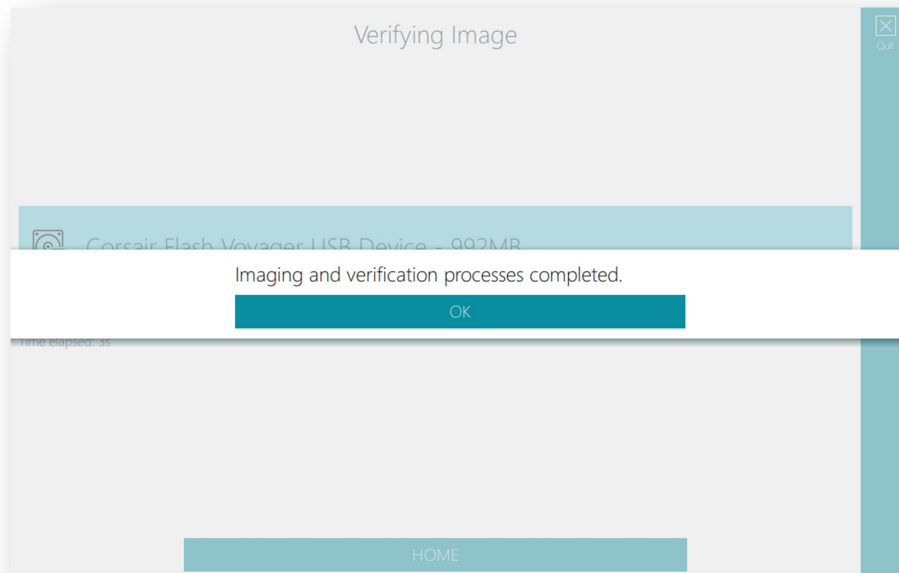 Verifying Image
Quit
Corsair Flash Voyager USB Device - 992MB
Imaging and verification processes completed.
OK
Time elapsed: 3s
HOME